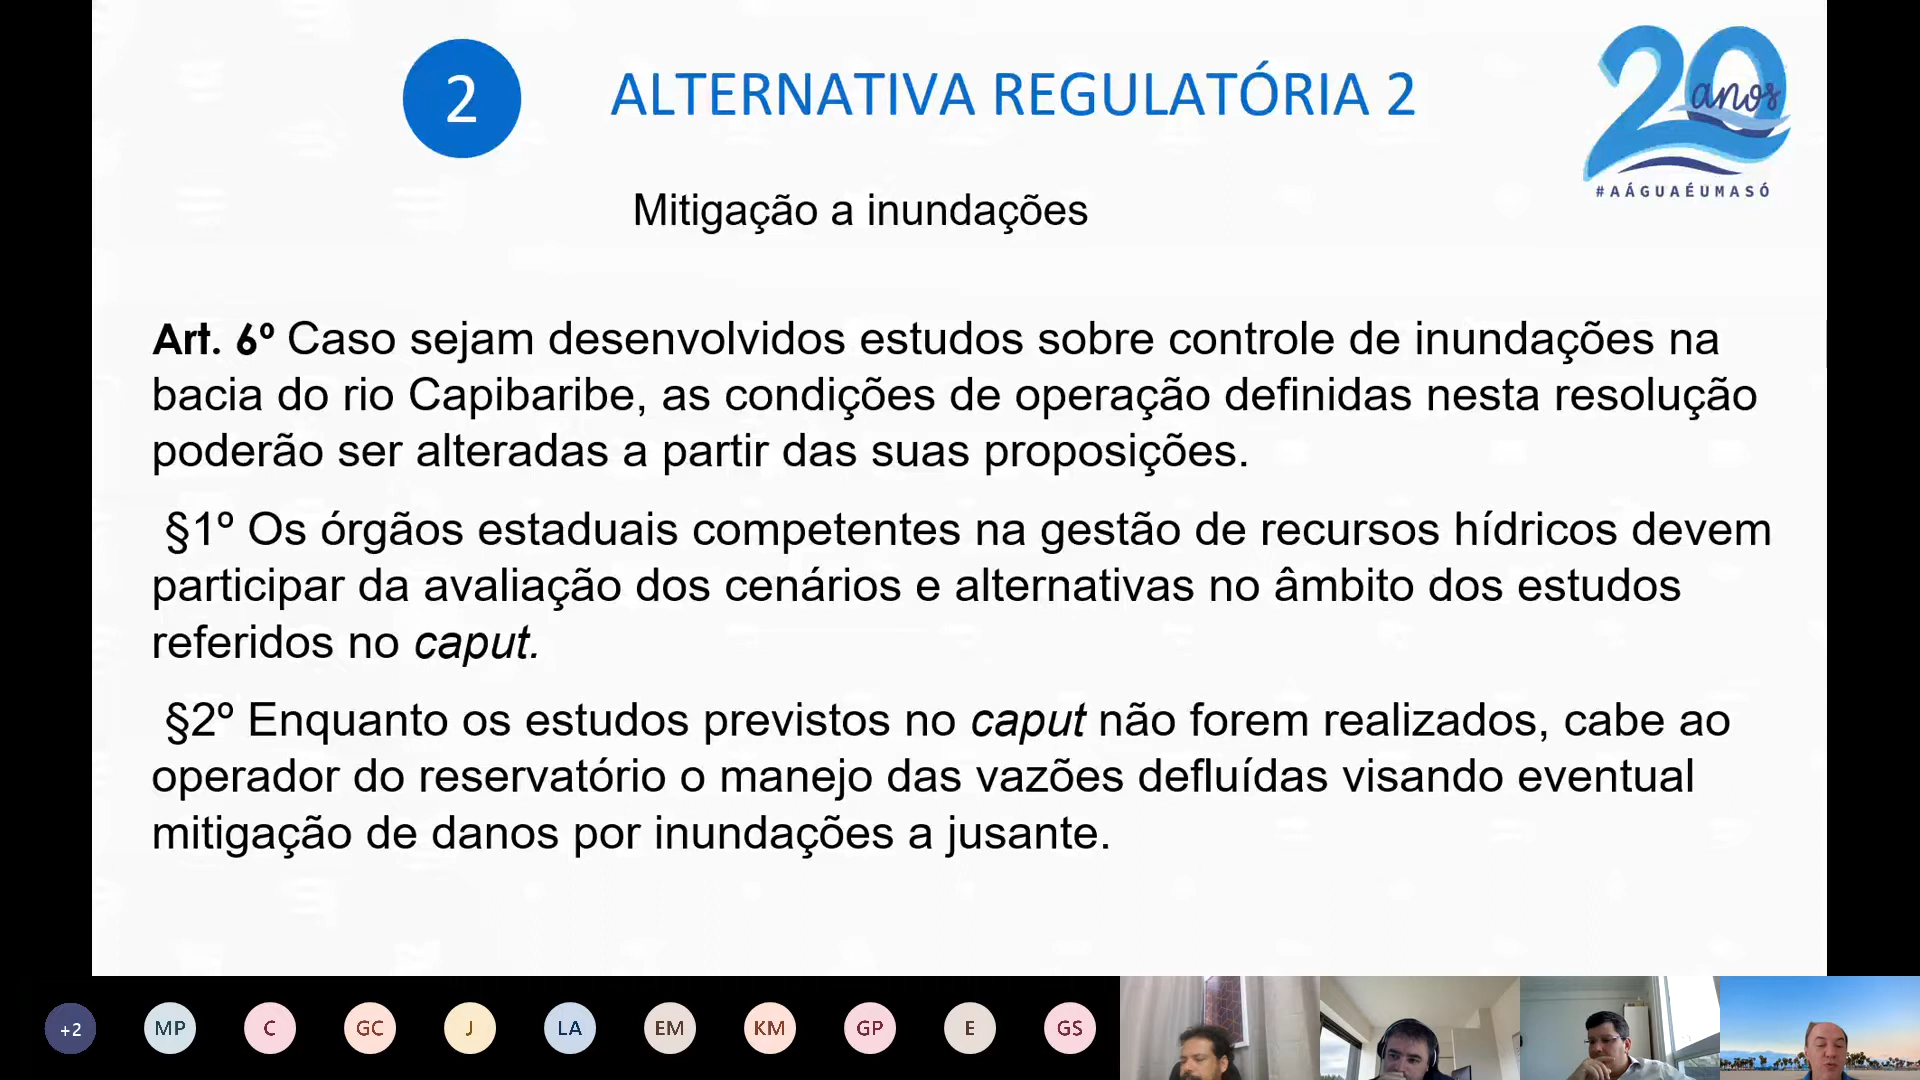 2
ALTERNATIVA REGULATÓRIA 2
20 anos
#AÁGUAÉUMASÓ
Mitigação a inundações
Art. 6º Caso sejam desenvolvidos estudos sobre controle de inundações na
bacia do rio Capibaribe, as condições de operação definidas nesta resolução
poderão ser alteradas a partir das suas proposições.
§1º Os órgãos estaduais competentes na gestão de recursos hídricos devem
participar da avaliação dos cenários e alternativas no âmbito dos estudos
referidos no caput.
§2º Enquanto os estudos previstos no caput não forem realizados, cabe ao
operador do reservatório o manejo das vazões defluídas visando eventual
mitigação de danos por inundações a jusante.
+2 MP C GC J LA EM KM GP E GS